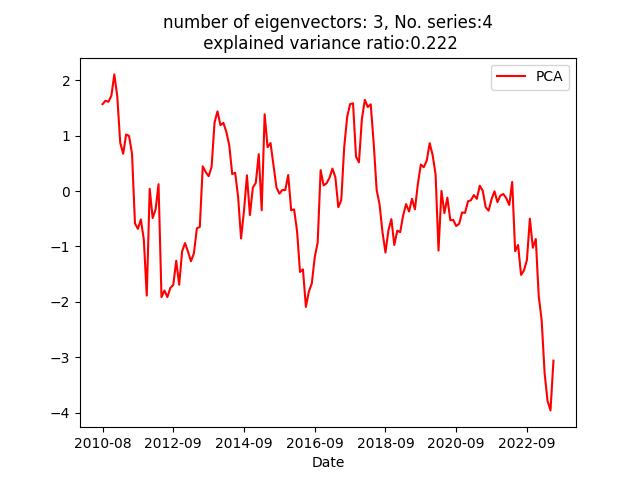 number of eigenvectors: 3, No. series:4
explained variance ratio:0.222
PCA
2
1
0
−1
−2
−3
−4
2010-08 2012-09 2014-09 2016-09 2018-09 2020-09 2022-09
Date